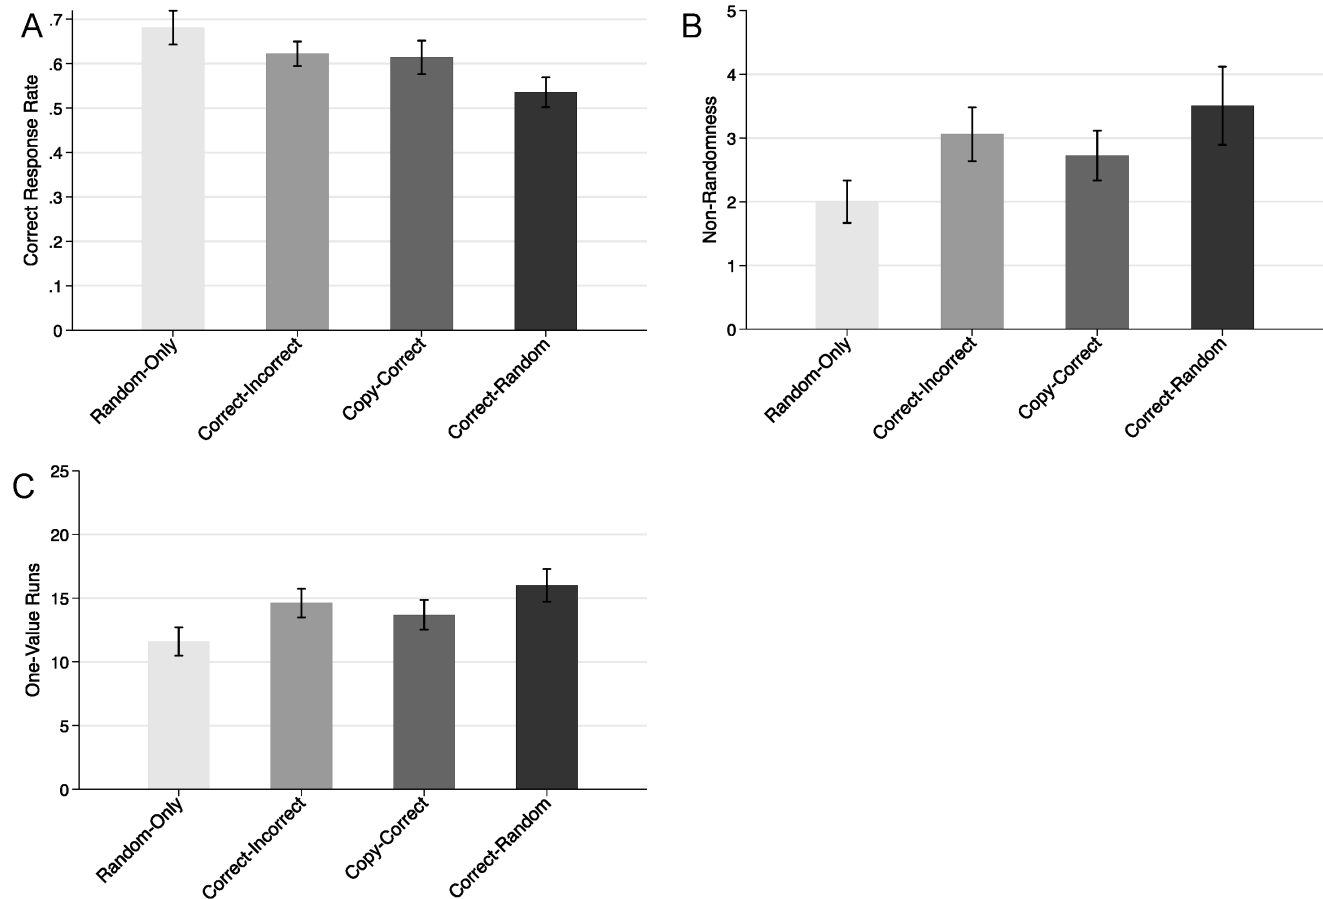 A
Correct Response Rate
.7
.6
.5
.4
.3
.2
.1
0
Random-Only
Correct-Incorrect
Copy-Correct
Correct-Random
B
Non-Randomness
5
4
3
2
1
0
Random-Only
Correct-Incorrect
Copy-Correct
Correct-Random
C
One-Value Runs
25
20
15
10
5
0
Random-Only
Correct-Incorrect
Copy-Correct
Correct-Random